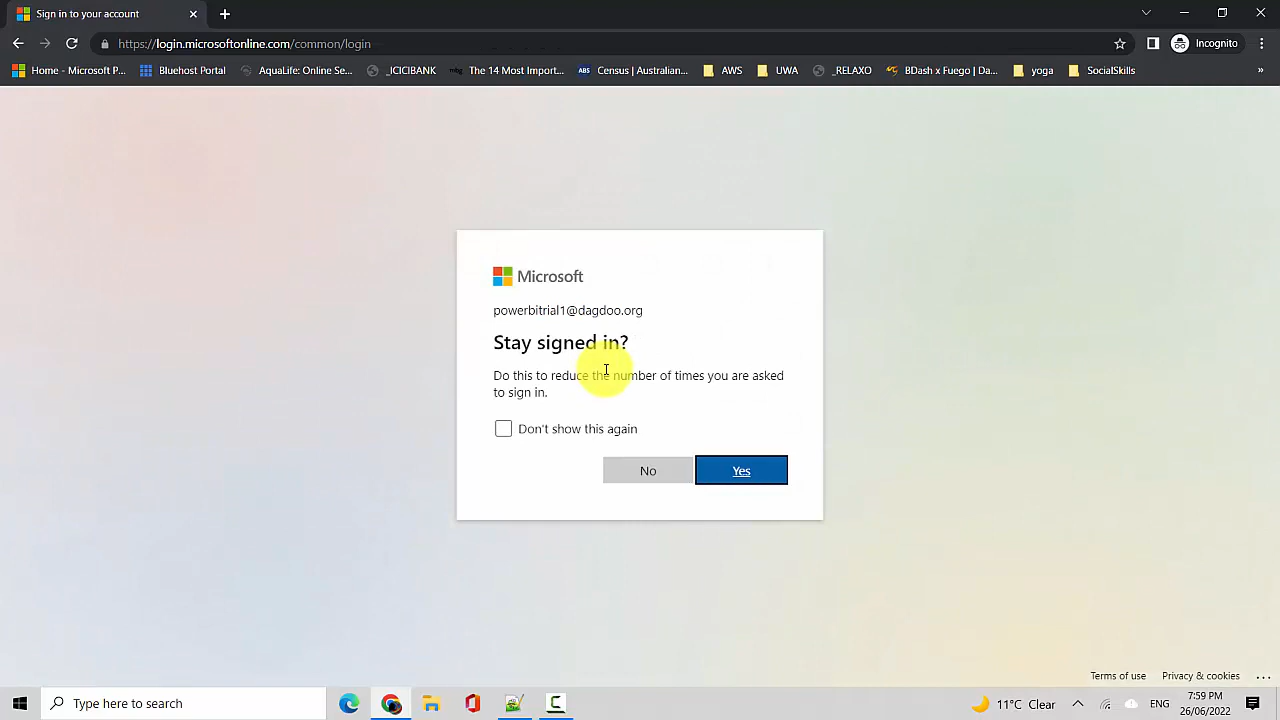 Sign in to your account
https://login.microsoftonline.com/common/login
Incognito
Home - Microsoft P...
Bluehost Portal
AquaLife: Online Se...
_ICICIBANK
mbg
The 14 Most Import...
ABS
Census | Australian...
AWS
UWA
_RELAXO
BDash x Fuego | Da...
yoga
SocialSkills
»
Microsoft
powerbitrial1@dagdoo.org
Stay signed in?
Do this to reduce the number of times you are asked
to sign in.
Don't show this again
No
Yes
Terms of use
Privacy & cookies
...
Type here to search
11°C Clear
ENG
7:59 PM
26/06/2022